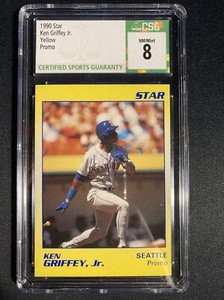 1990 Star
Ken Griffey Jr.
Yellow
Promo
CSG
NM/Mint
8
CERTIFIED SPORTS GUARANTY
STAR
KEN
GRIFFEY, Jr.
SEATTLE
Promo